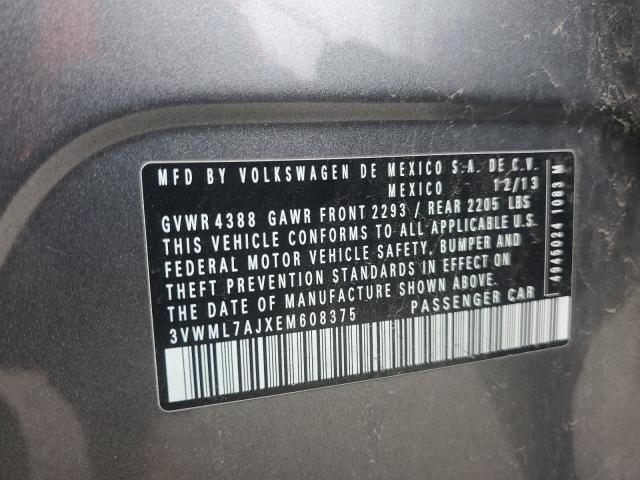 MFD BY VOLKSWAGEN DE MEXICO S.A. DE C.V.
MEXICO 12/13
GVWR 4388 GAWR FRONT 2293 / REAR 2205 LBS
THIS VEHICLE CONFORMS TO ALL APPLICABLE U.S.
FEDERAL MOTOR VEHICLE SAFETY, BUMPER AND
THEFT PREVENTION STANDARDS IN EFFECT ON
THE DATE OF MANUFACTURE SHOWN ABOVE.
3VWML7AJXEM608375 PASSENGER CAR
4945024 1083 M